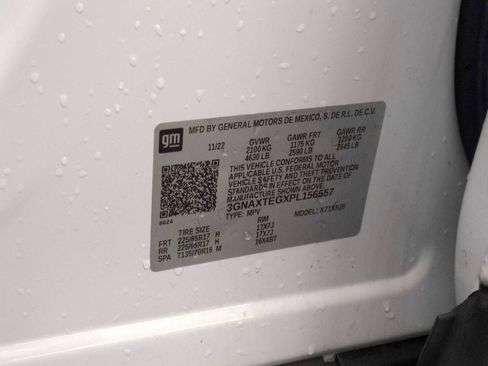 gm
MFD BY GENERAL MOTORS DE MEXICO, S. DE R.L. DE C.V.
11/22 GVWR GAWR FRT GAWR RR
2100 KG 1175 KG 1200 KG
4630 LB 2590 LB 2645 LB
THIS VEHICLE CONFORMS TO ALL
APPLICABLE U.S. FEDERAL MOTOR
VEHICLE SAFETY AND THEFT PREVENTION
STANDARDS IN EFFECT ON THE DATE OF
MANUFACTURE SHOWN ABOVE.
3GNAXTEGXPL156557
TYPE: MPV MODEL:
TIRE SIZE RIM
FRT 225/65R17 H 17X7J
RR 225/65R17 H 17X7J
SPA T135/70R16 M 16X4BT